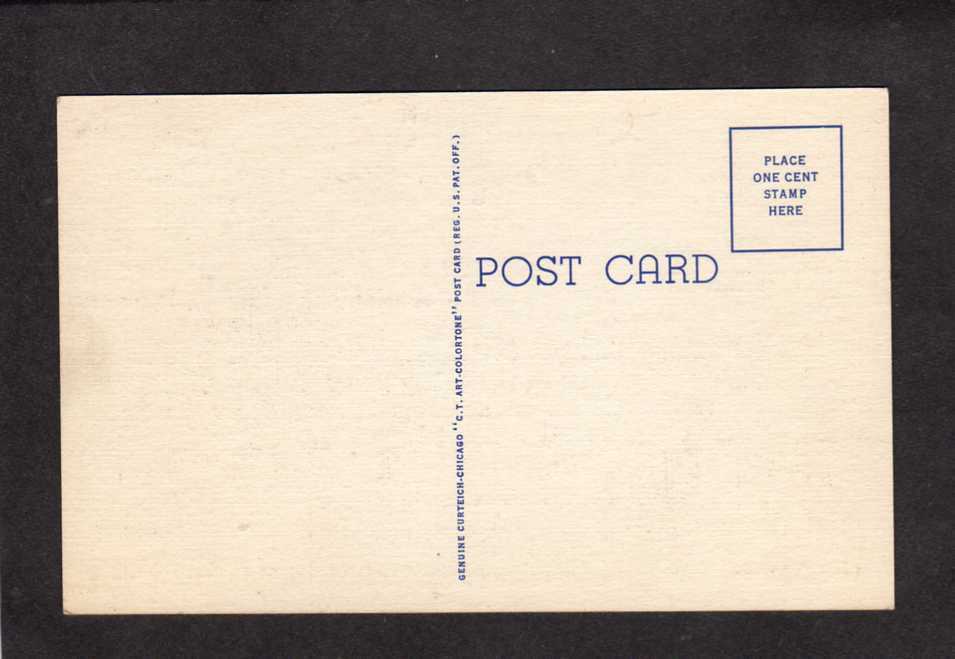 GENUINE CURTEICH-CHICAGO "C.T. ART-COLORTONE" POST CARD (REG. U.S. PAT. OFF.)
POST CARD
PLACE
ONE CENT
STAMP
HERE